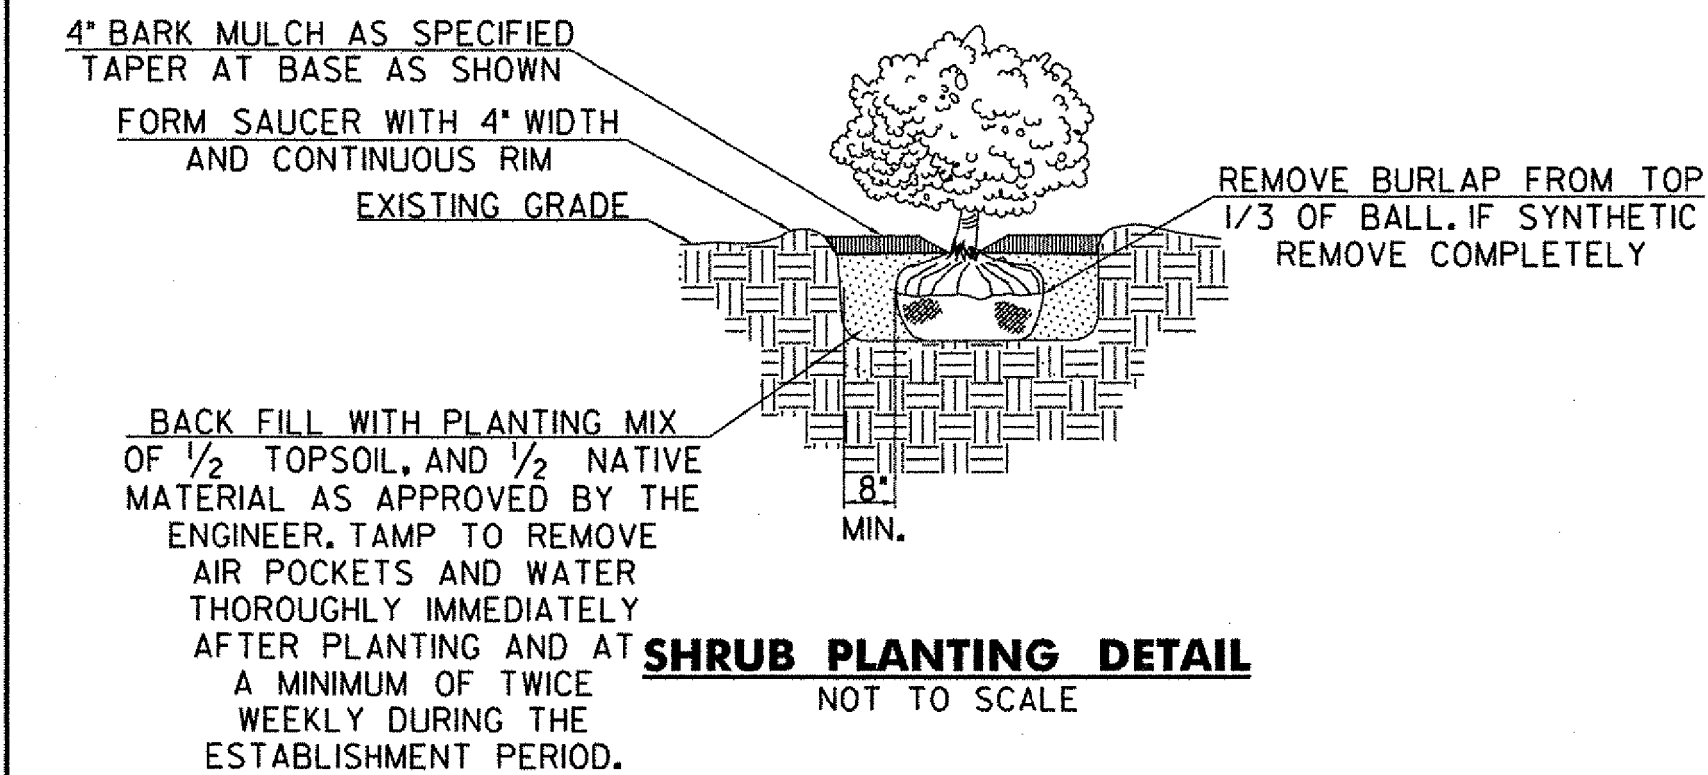 4" BARK MULCH AS SPECIFIED
TAPER AT BASE AS SHOWN
FORM SAUCER WITH 4" WIDTH
AND CONTINUOUS RIM
EXISTING GRADE
REMOVE BURLAP FROM TOP
1/3 OF BALL. IF SYNTHETIC
REMOVE COMPLETELY
BACK FILL WITH PLANTING MIX
OF 1/2 TOPSOIL, AND 1/2 NATIVE
MATERIAL AS APPROVED BY THE
ENGINEER. TAMP TO REMOVE
AIR POCKETS AND WATER
THOROUGHLY IMMEDIATELY
AFTER PLANTING AND AT
A MINIMUM OF TWICE
WEEKLY DURING THE
ESTABLISHMENT PERIOD.
8"
MIN.
SHRUB PLANTING DETAIL
NOT TO SCALE